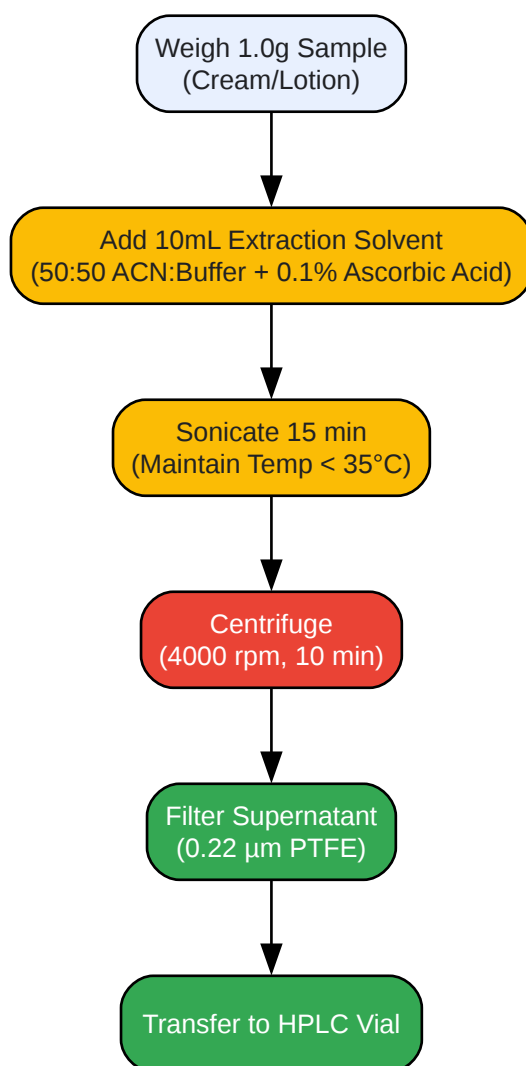 Weigh 1.0g Sample
(Cream/Lotion)
Add 10mL Extraction Solvent
(50:50 ACN:Buffer + 0.1% Ascorbic Acid)
Sonicate 15 min
(Maintain Temp < 35°C)
Centrifuge
(4000 rpm, 10 min)
Filter Supernatant
(0.22 µm PTFE)
Transfer to HPLC Vial